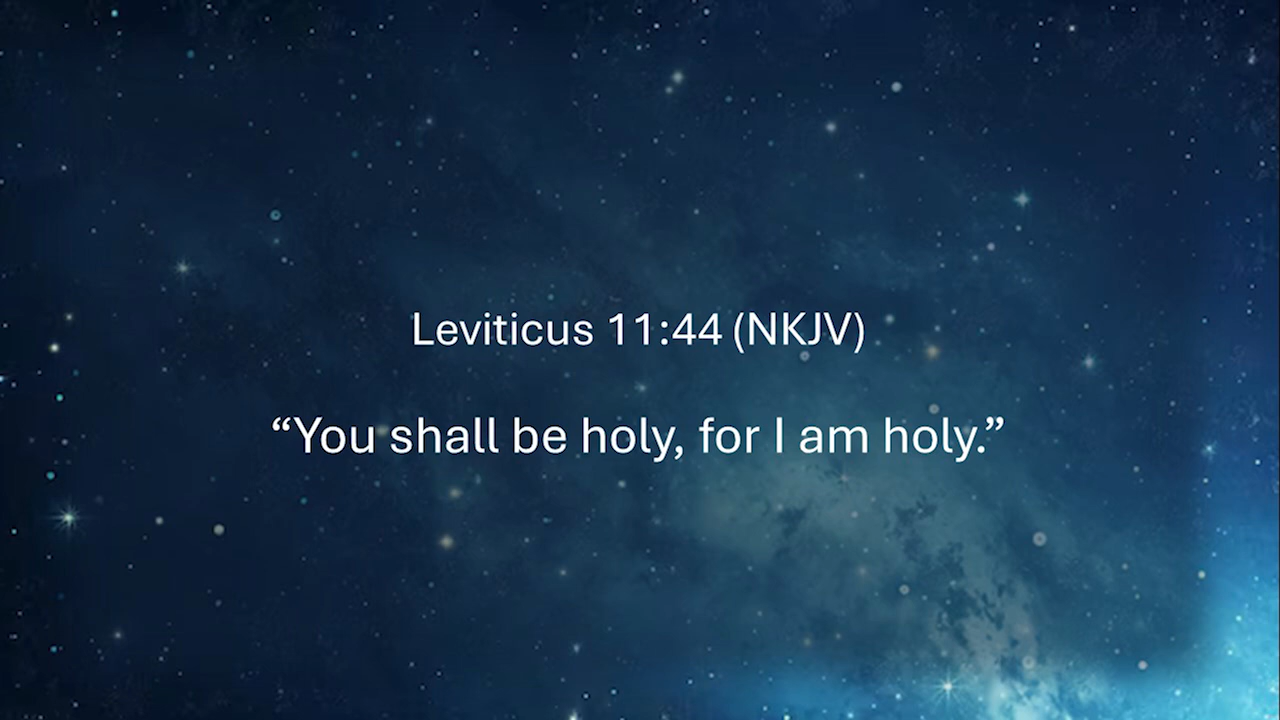 Leviticus 11:44 (NKJV)
“You shall be holy, for I am holy.”